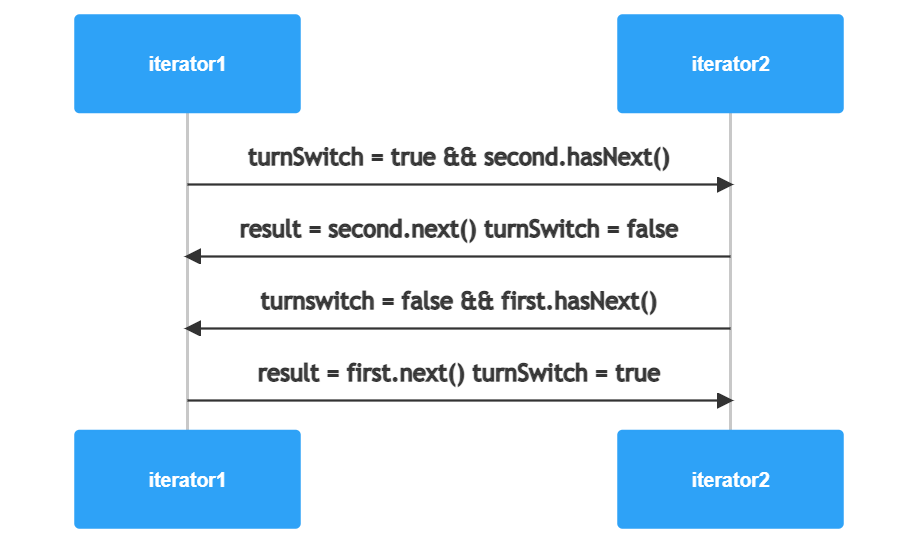 iterator1
iterator2
turnSwitch = true && second.hasNext()
result = second.next() turnSwitch = false
turnswitch = false && first.hasNext()
result = first.next() turnSwitch = true
iterator1
iterator2